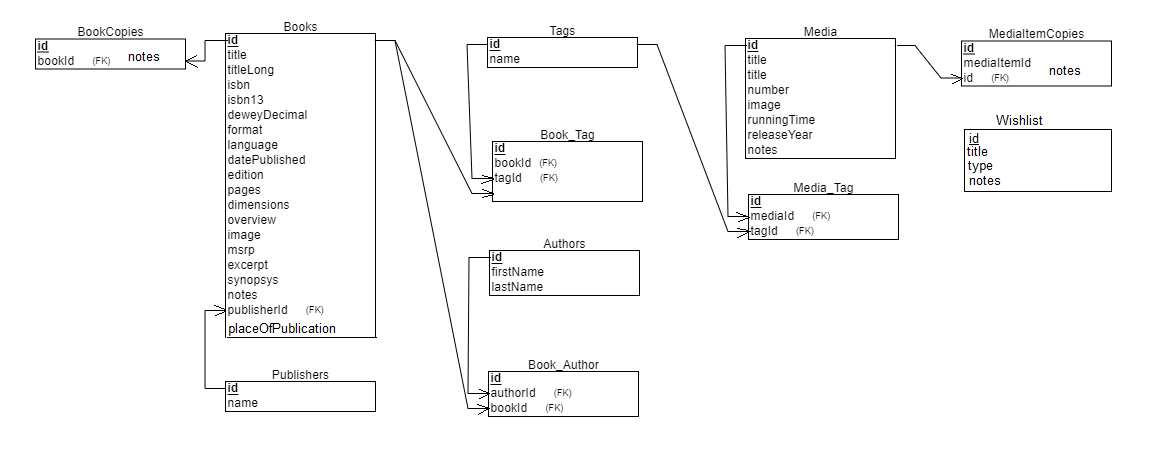 BookCopies
id
bookId (FK) notes
Books
id
title
titleLong
isbn
isbn13
deweyDecimal
format
language
datePublished
edition
pages
dimensions
overview
image
msrp
excerpt
synopsys
notes
publisherId (FK)
placeOfPublication
Publishers
id
name
Tags
id
name
Book_Tag
id
bookId (FK)
tagId (FK)
Authors
id
firstName
lastName
Book_Author
id
authorId (FK)
bookId (FK)
Media
id
title
title
number
image
runningTime
releaseYear
notes
Media_Tag
id
mediaId (FK)
tagId (FK)
MediaItemCopies
id
mediaItemId
notes
id (FK)
Wishlist
id
title
type
notes